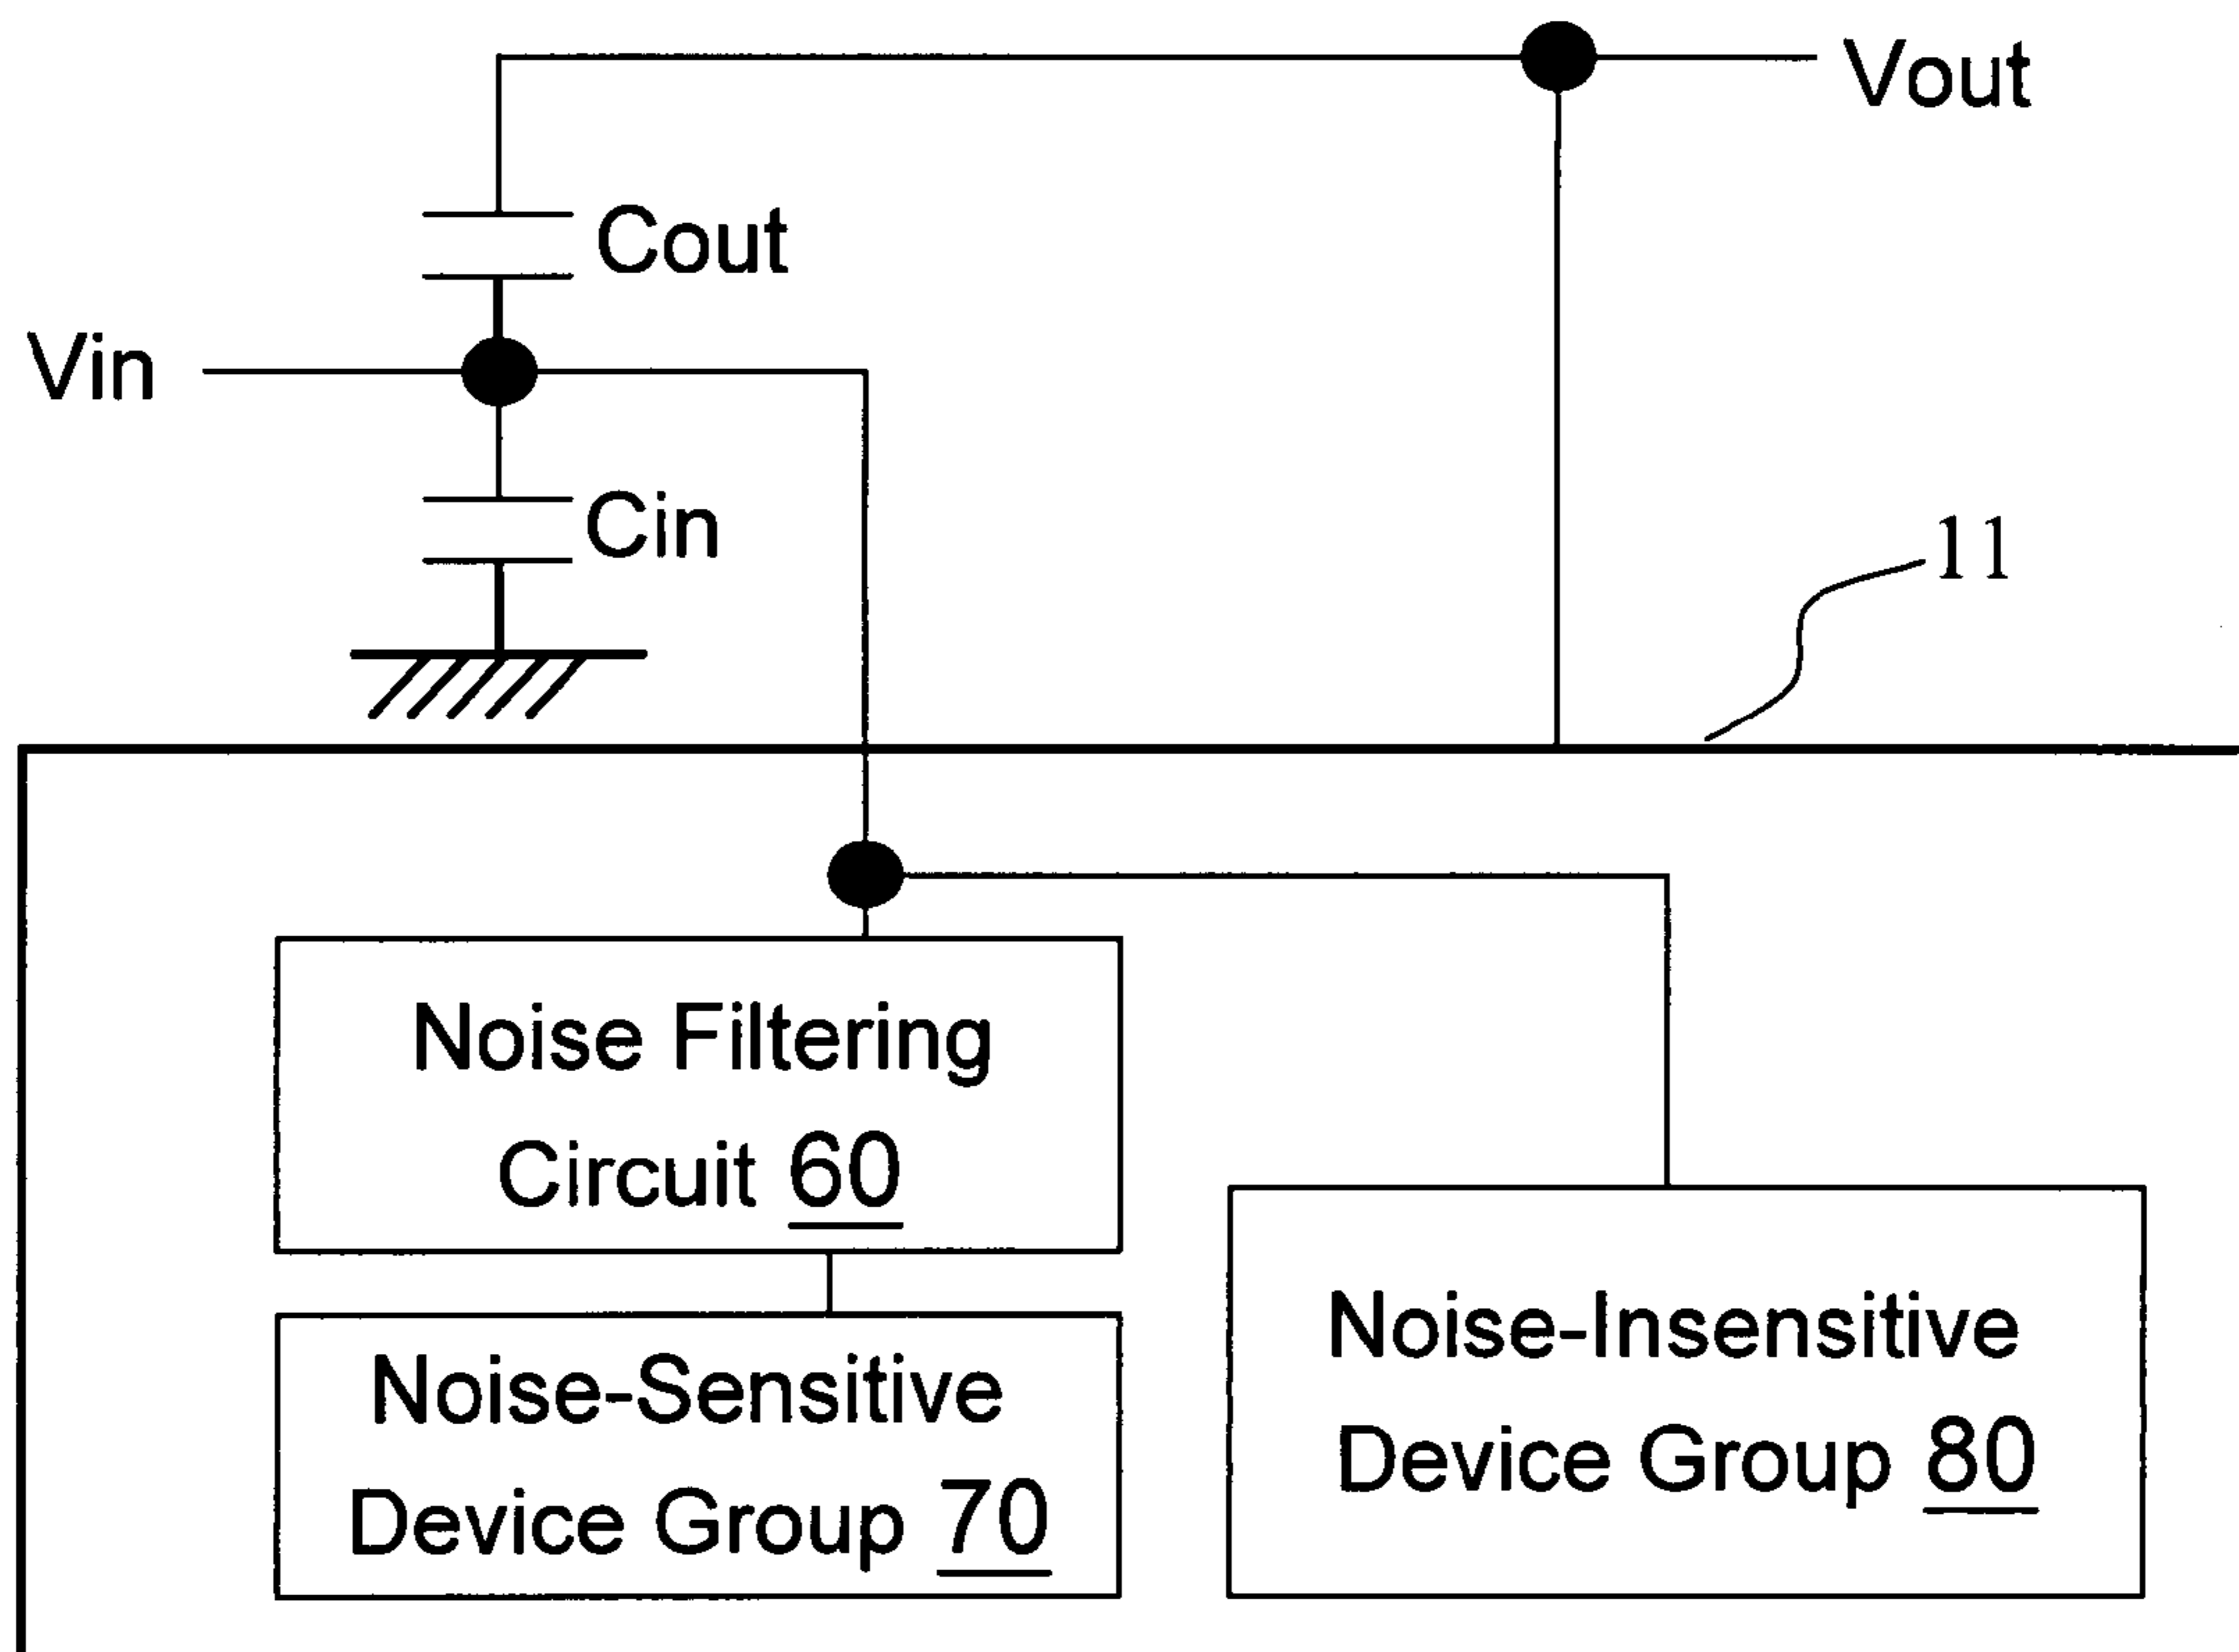 Vout
Cout
Vin
Cin
11
Noise Filtering
Circuit 60
Noise-Sensitive
Device Group 70
Noise-Insensitive
Device Group 80